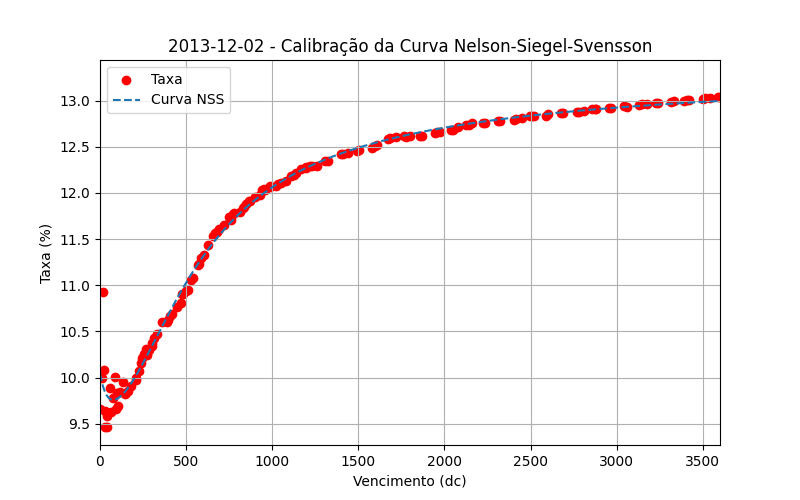 2013-12-02 - Calibração da Curva Nelson-Siegel-Svensson
Taxa
Curva NSS
Taxa (%)
13.0
12.5
12.0
11.5
11.0
10.5
10.0
9.5
0 500 1000 1500 2000 2500 3000 3500
Vencimento (dc)